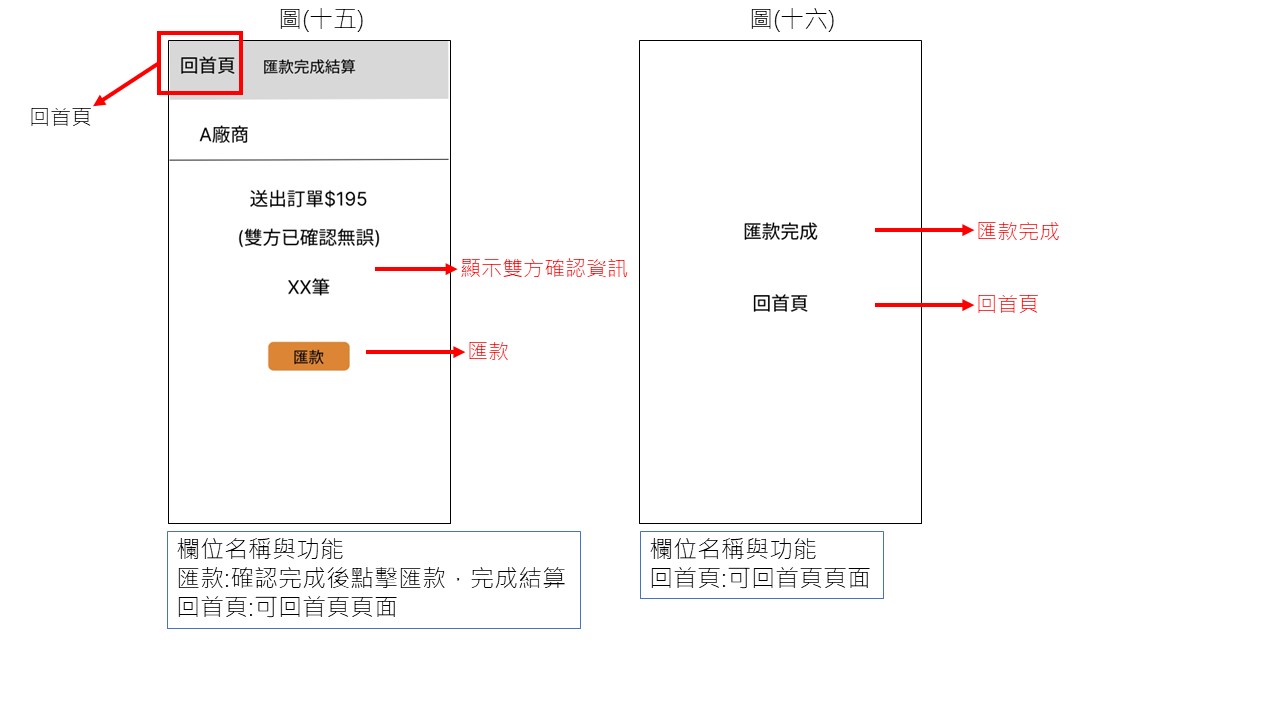 圖(十五)
回首頁
匯款完成結算
回首頁
A廠商
送出訂單$195
(雙方已確認無誤)
顯示雙方確認資訊
XX筆
匯款
匯款
欄位名稱與功能
匯款:確認完成後點擊匯款，完成結算
回首頁:可回首頁頁面
圖(十六)
匯款完成
匯款完成
回首頁
回首頁
欄位名稱與功能
回首頁:可回首頁頁面